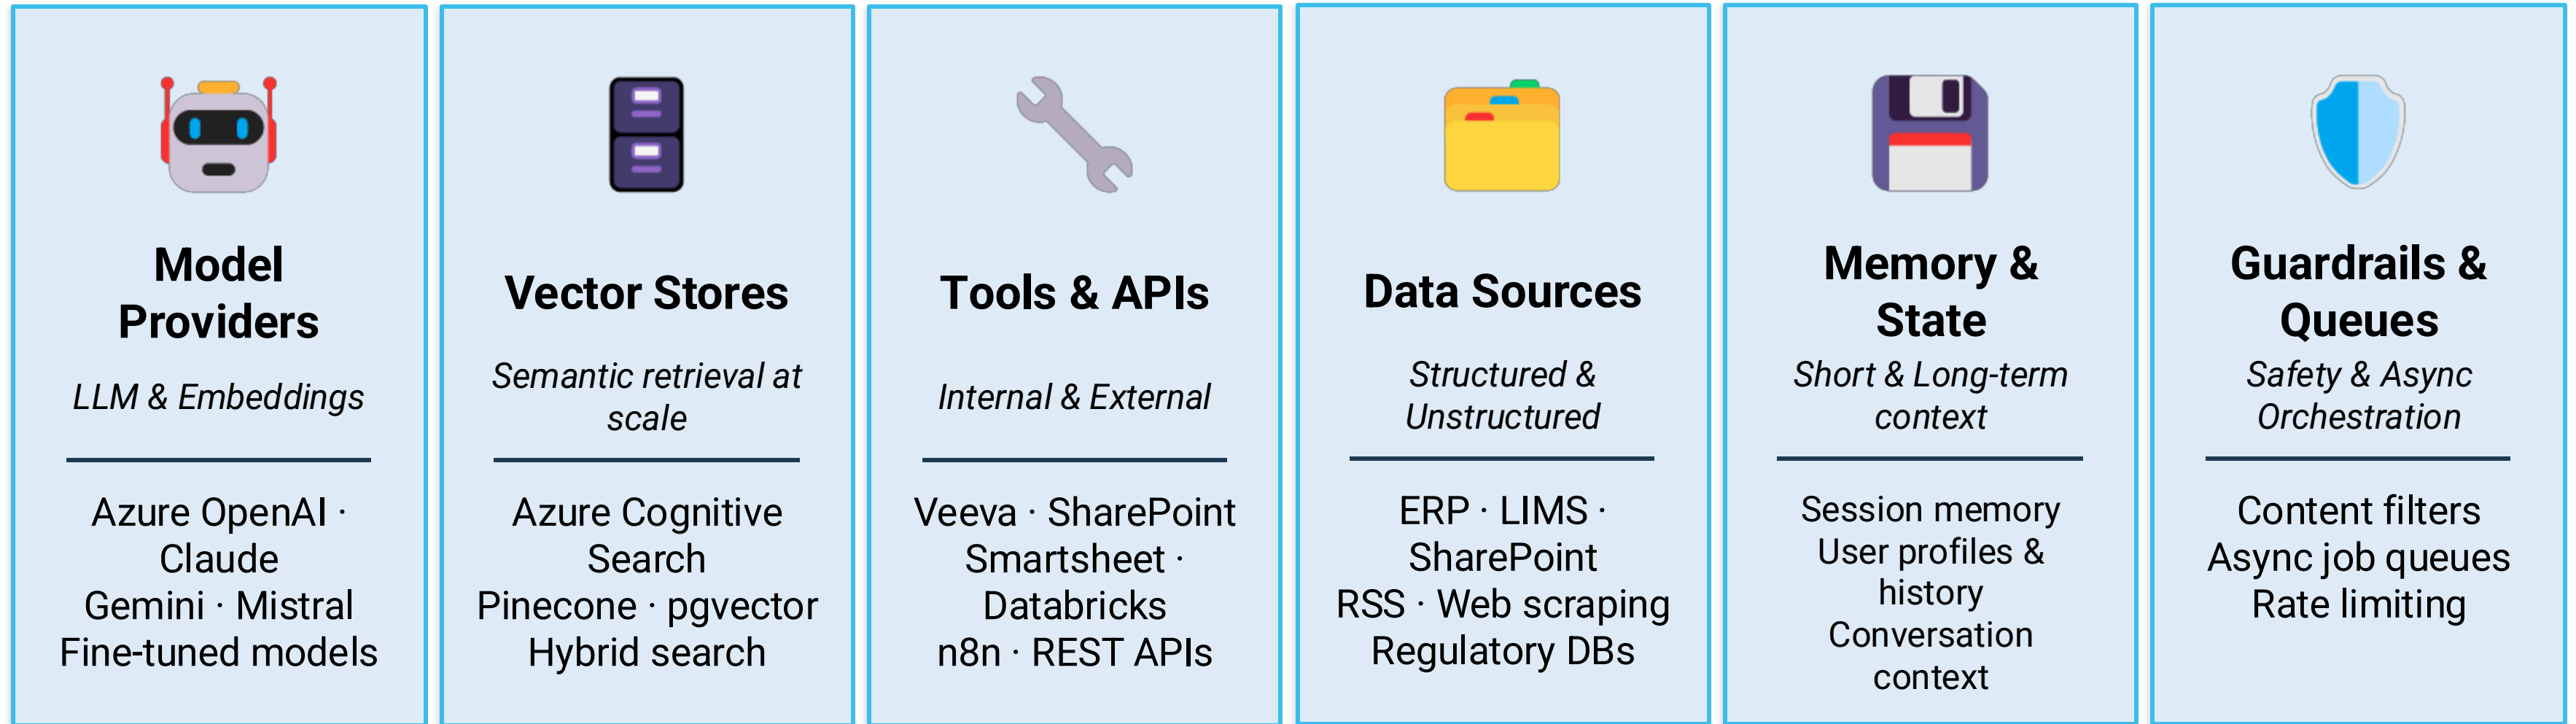 Model
Providers
LLM & Embeddings
Azure OpenAI ·
Claude
Gemini · Mistral
Fine-tuned models
Vector Stores
Semantic retrieval at
scale
Azure Cognitive
Search
Pinecone · pgvector
Hybrid search
Tools & APIs
Internal & External
Veeva · SharePoint
Smartsheet ·
Databricks
n8n · REST APIs
Data Sources
Structured &
Unstructured
ERP · LIMS ·
SharePoint
RSS · Web scraping
Regulatory DBs
Memory &
State
Short & Long-term
context
Session memory
User profiles &
history
Conversation
context
Guardrails &
Queues
Safety & Async
Orchestration
Content filters
Async job queues
Rate limiting